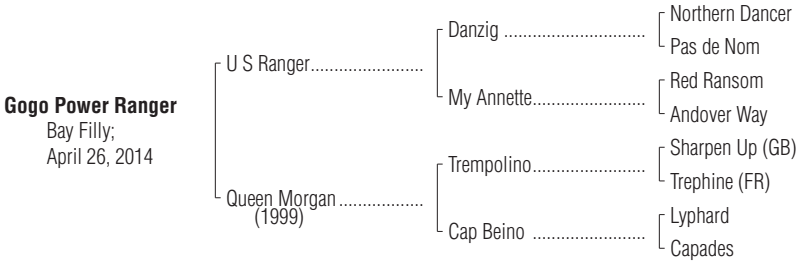 Gogo Power Ranger
Bay Filly;
April 26, 2014
U S Ranger.......................
Queen Morgan .................
(1999)
Danzig .............................
My Annette.......................
Trempolino.......................
Cap Beino .......................
Northern Dancer
Pas de Nom
Red Ransom
Andover Way
Sharpen Up (GB)
Trephine (FR)
Lyphard
Capades